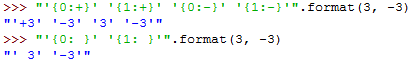 >>> "'{0:+}' '{1:+}' '{0:-}' '{1:-}'".format(3, -3)
"'+3' '-3' '3' '-3'"
>>> "'{0: }' '{1: }'".format(3, -3)
"' 3' '-3'"